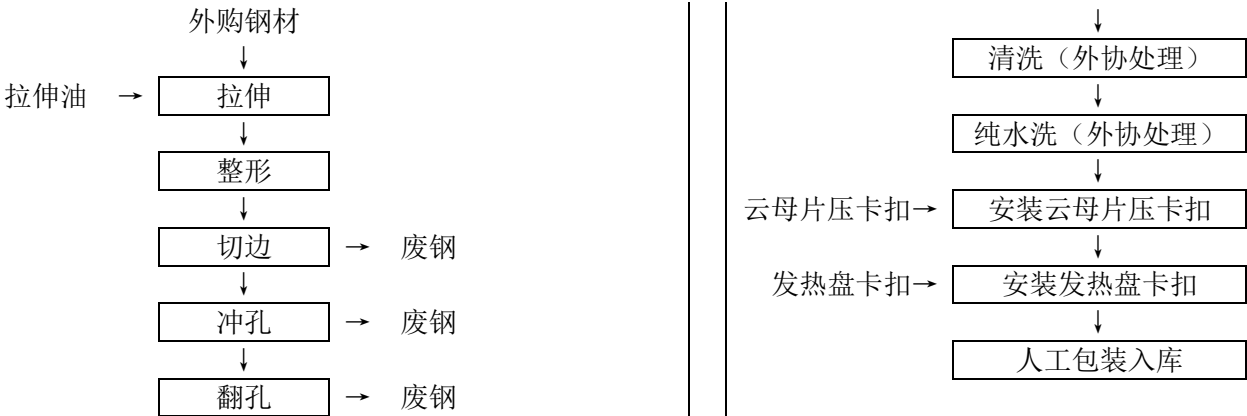 外购钢材
↓
拉伸油 → 拉伸
↓
整形
↓
切边 → 废钢
↓
冲孔 → 废钢
↓
翻孔 → 废钢
↓
清洗（外协处理）
↓
纯水洗（外协处理）
↓
云母片压卡扣→ 安装云母片压卡扣
↓
发热盘卡扣→ 安装发热盘卡扣
↓
人工包装入库